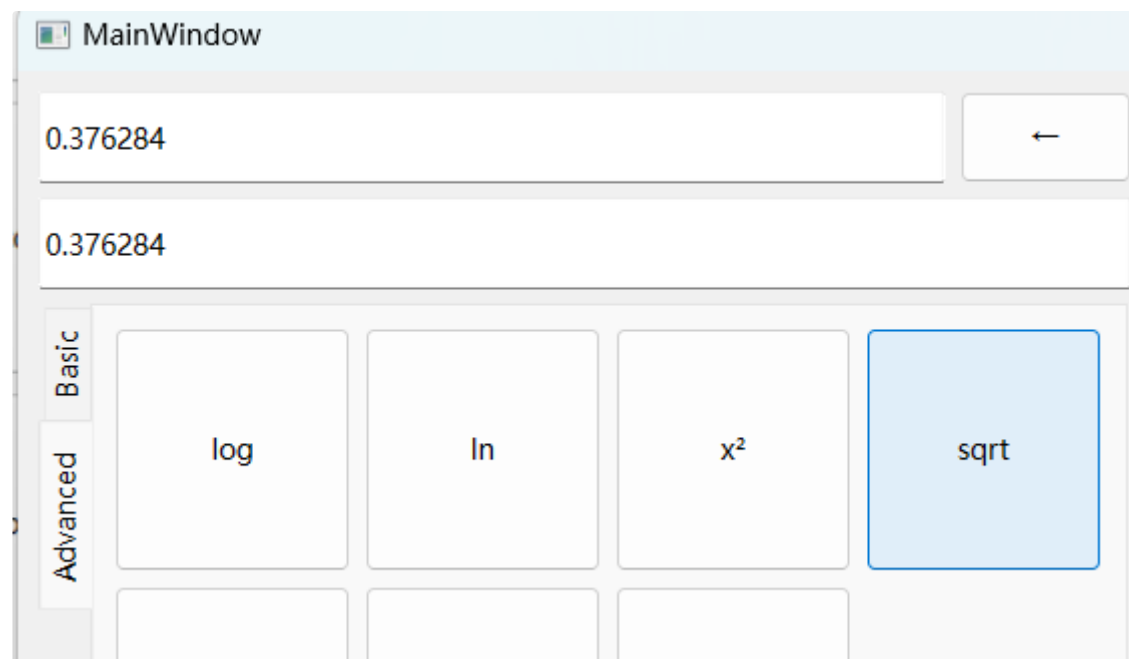 MainWindow
0.376284
←
0.376284
Basic
Advanced
log
ln
x²
sqrt